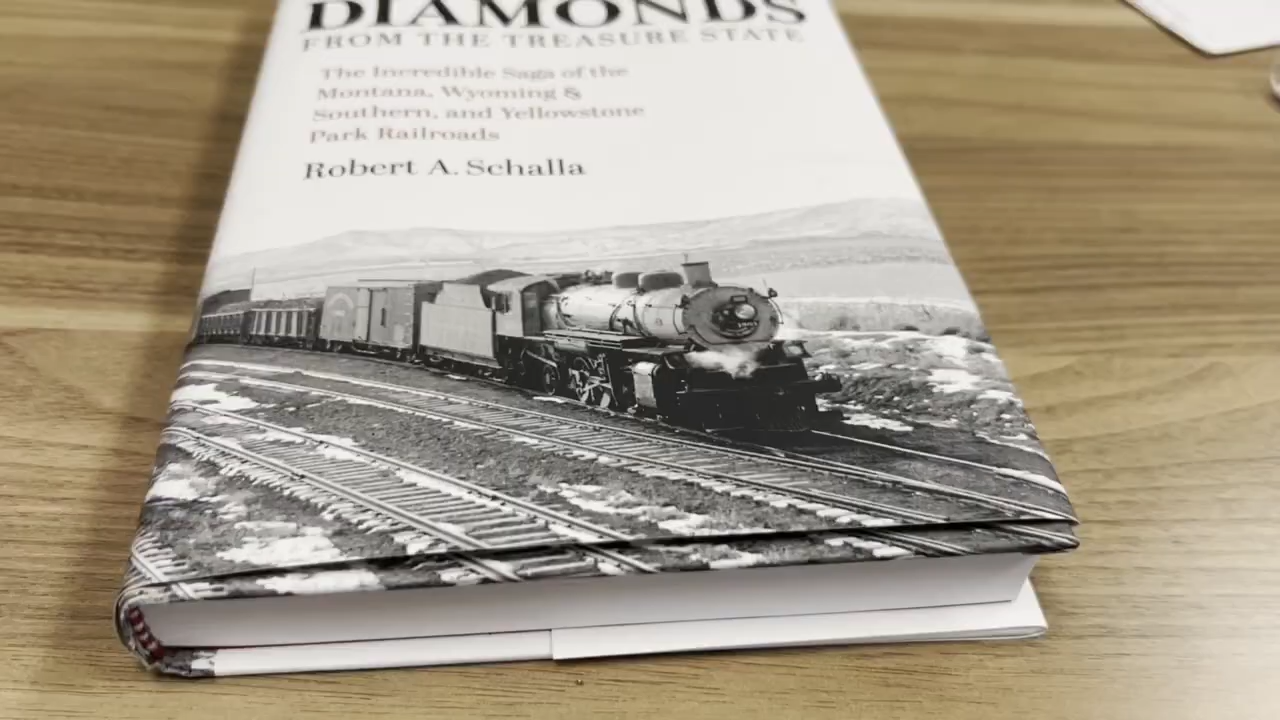 DIAMONDS
FROM THE TREASURE STATE
The Incredible Saga of the
Montana, Wyoming &
Southern, and Yellowstone
Park Railroads
Robert A. Schalla